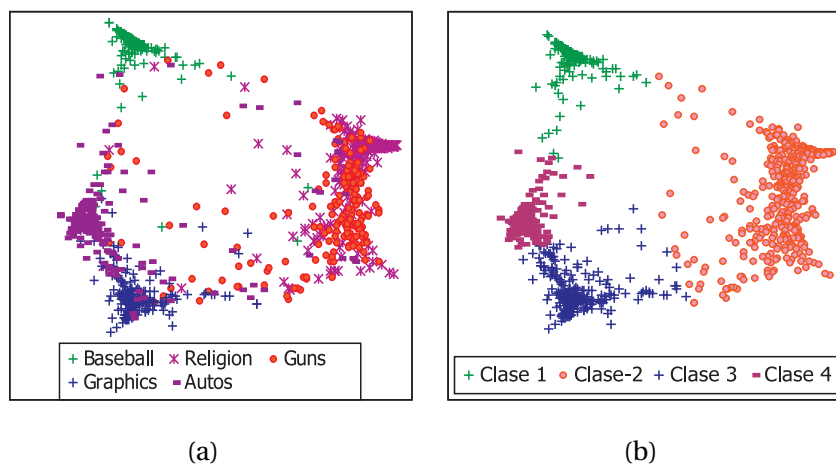 Baseball Religion Guns
Graphics Autos
Clase 1 Clase-2 Clase 3 Clase 4
(a)
(b)